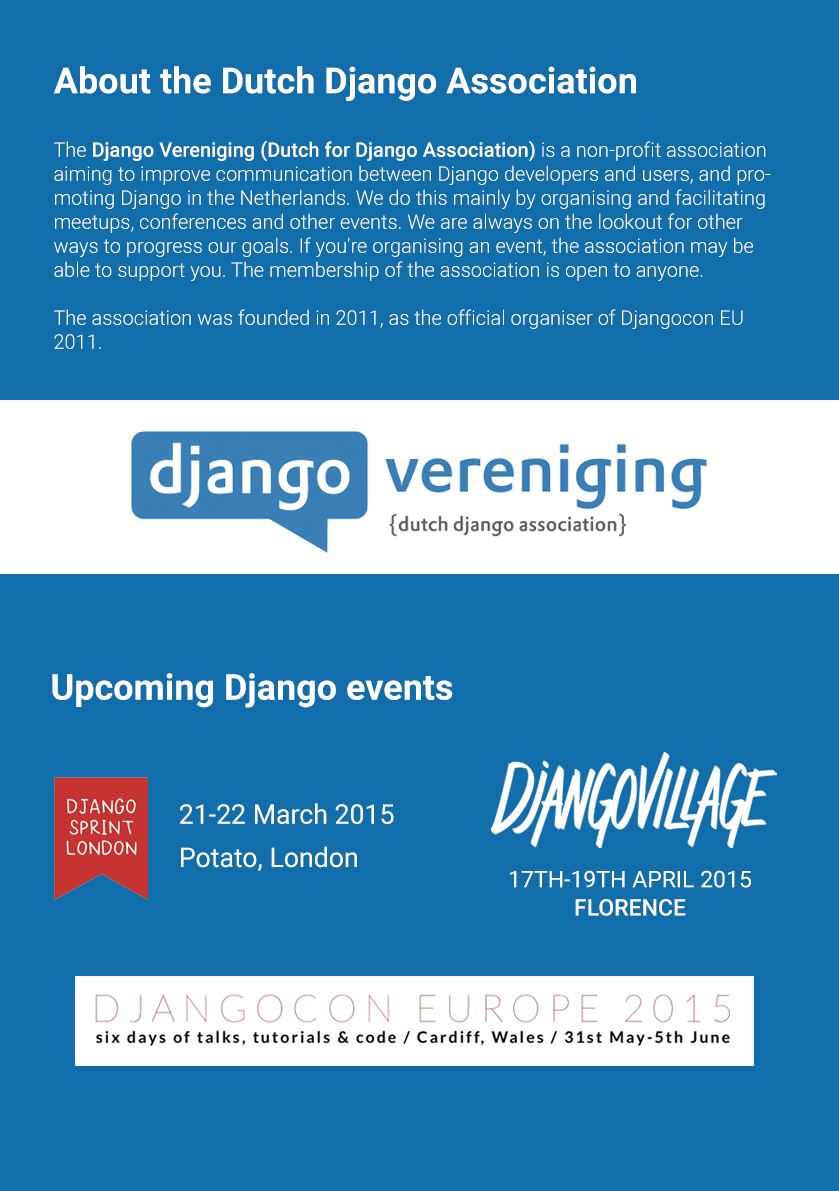 About the Dutch Django Association
The Django Vereniging (Dutch for Django Association) is a non-profit association
aiming to improve communication between Django developers and users, and pro-
moting Django in the Netherlands. We do this mainly by organising and facilitating
meetups, conferences and other events. We are always on the lookout for other
ways to progress our goals. If you're organising an event, the association may be
able to support you. The membership of the association is open to anyone.
The association was founded in 2011, as the official organiser of Djangocon EU
2011.
django vereniging
{dutch django association}
Upcoming Django events
DJANGO
SPRINT
LONDON
21-22 March 2015
Potato, London
DJANGOVILLAGE
17TH-19TH APRIL 2015
FLORENCE
DJANGOCON EUROPE 2015
six days of talks, tutorials & code / Cardiff, Wales / 31st May-5th June